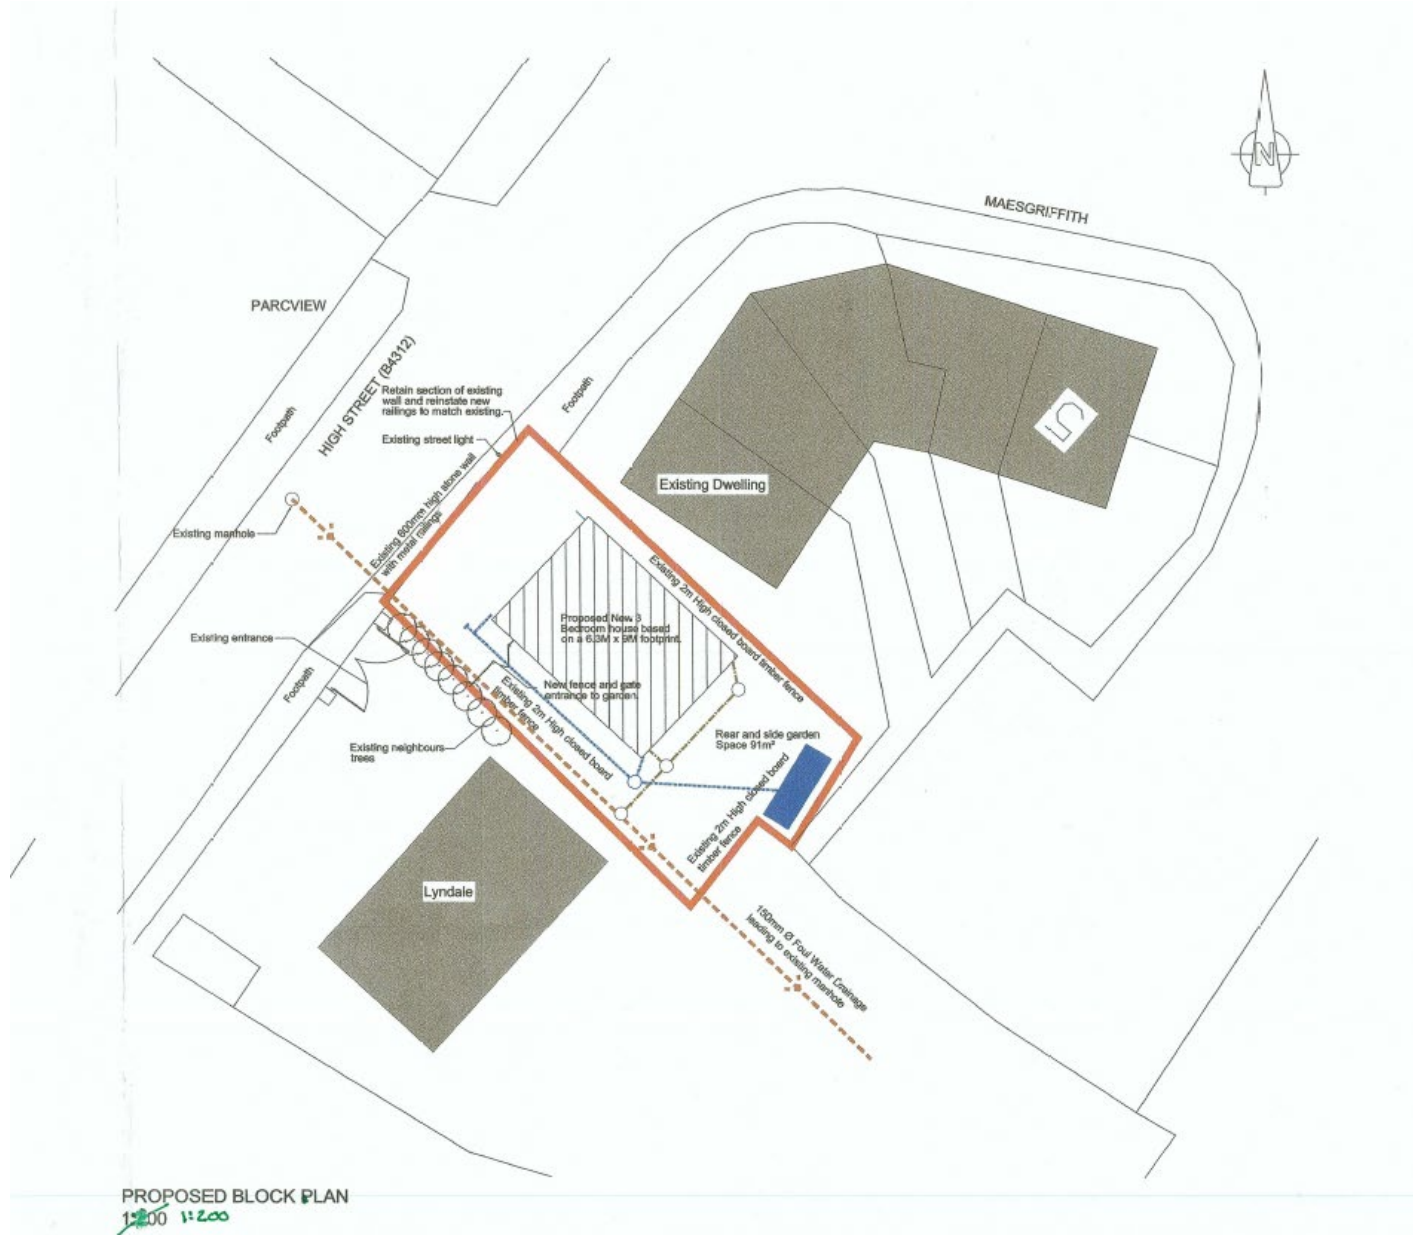 N
MAESGRIFFITH
PARCVIEW
HIGH STREET (B4312)
Footpath
Footpath
Retain section of existing
wall and reinstate new
railings to match existing.
Existing street light
Existing 600mm high stone wall
with metal railings
Existing manhole
Existing Dwelling
5
Existing 2m High closed board timber fence
Proposed New 3
Bedroom house based
on a 6.3M x 9M footprint.
Existing entrance
Footpath
New fence and gate
entrance to garden.
Existing 2m High closed board
timber fence
Existing neighbours
trees
Rear and side garden
Space 91m²
Existing 2m High closed board
timber fence
Lyndale
150mm Ø Foul Water Drainage
leading to existing manhole
PROPOSED BLOCK PLAN
1:200